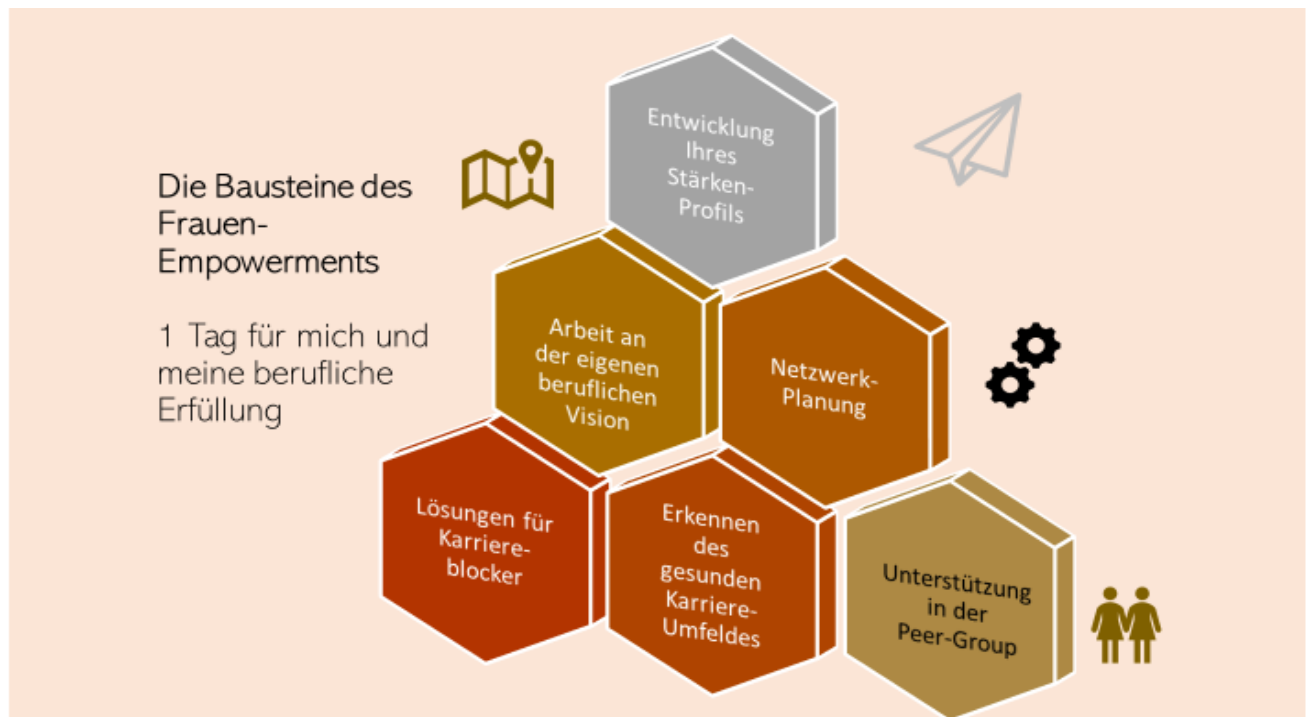 Die Bausteine des
Frauen-
Empowerments
1 Tag für mich und
meine berufliche
Erfüllung
Entwicklung
Ihres
Stärken-
Profils
Arbeit an
der eigenen
beruflichen
Vision
Netzwerk-
Planung
Lösungen für
Karriere-
blocker
Erkennen
des
gesunden
Karriere-
Umfeldes
Unterstützung
in der
Peer-Group